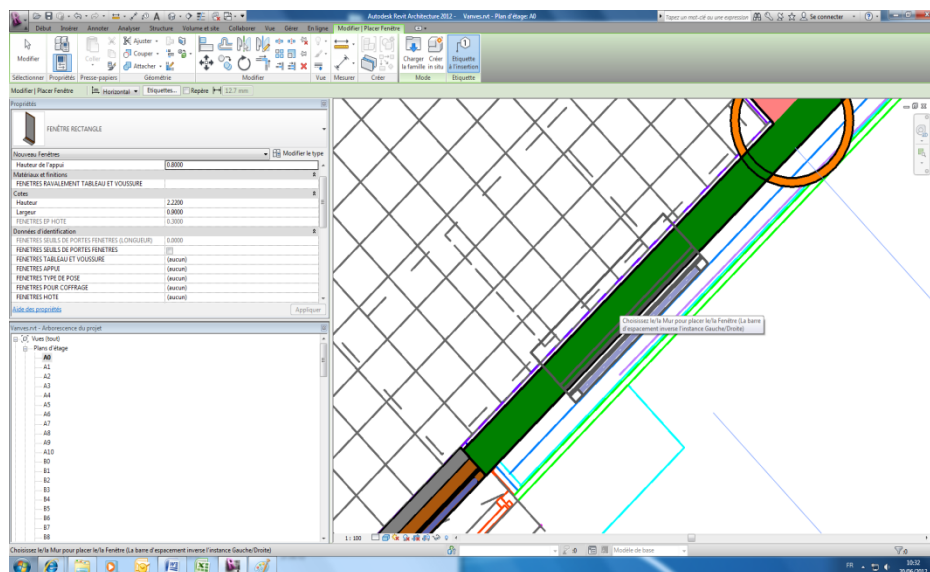 Autodesk Revit Architecture 2012 - Vanves.rvt - Plan d'étage: A0
Tapez un mot-clé ou une expression
Se connecter
Début Insérer Annoter Analyser Structure Volume et site Collaborer Vue Gérer En ligne Modifier | Placer Fenêtre
Modifier
Coller
Ajuster
Couper
Attacher
Charger la famille
Créer in situ
Etiquette à l'insertion
Sélectionner Propriétés Presse-papiers Géométrie Modifier Vue Mesurer Créer Mode Etiquette
Modifier | Placer Fenêtre Horizontal Etiquettes... Repère 12.7 mm
Propriétés
FENÊTRE RECTANGLE
Nouveau Fenêtres Modifier le type
Hauteur de l'appui 0.8000
Matériaux et finitions
FENETRES RAVALEMENT TABLEAU ET VOUSSURE
Cotes
Hauteur 2.2200
Largeur 0.9000
FENETRES EP HOTE 0.3000
Données d'identification
FENETRES SEUILS DE PORTES FENETRES (LONGUEUR) 0.0000
FENETRES SEUILS DE PORTES FENETRES
FENETRES TABLEAU ET VOUSSURE (aucun)
FENETRES APPUI (aucun)
FENETRES TYPE DE POSE (aucun)
FENETRES POUR COFFRAGE (aucun)
FENETRES HOTE (aucun)
Aide des propriétés Appliquer
Vanves.rvt - Arborescence du projet
Vues (tout)
Plans d'étage
A0
A1
A2
A3
A4
A5
A6
A7
A8
A9
A10
B0
B1
B2
B3
B4
B5
B6
B7
B8
Choisissez le/la Mur pour placer le/la Fenêtre (La barre
d'espacement inverse l'instance Gauche/Droite)
1 : 100
Choisissez le/la Mur pour placer le/la Fenêtre (La barre d'espacement inverse l'instance Gauche/Droite)
:0
Modèle de base
:0
FR
10:32
20/06/2012